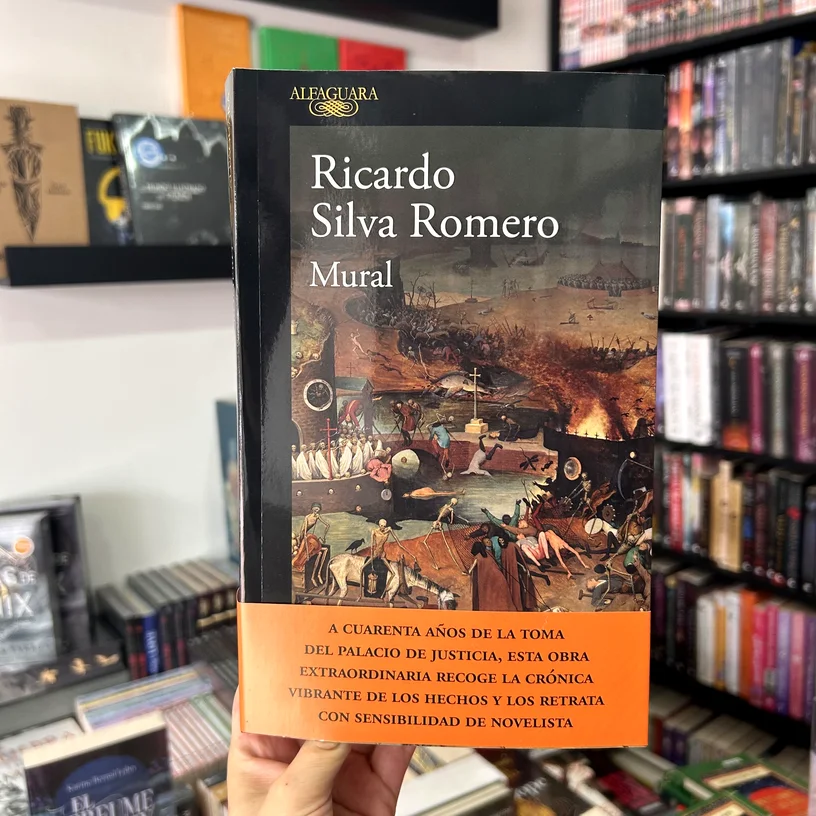 ALFAGUARA
Ricardo
Silva Romero
Mural
A CUARENTA AÑOS DE LA TOMA
DEL PALACIO DE JUSTICIA, ESTA OBRA
EXTRAORDINARIA RECOGE LA CRÓNICA
VIBRANTE DE LOS HECHOS Y LOS RETRATA
CON SENSIBILIDAD DE NOVELISTA
EL